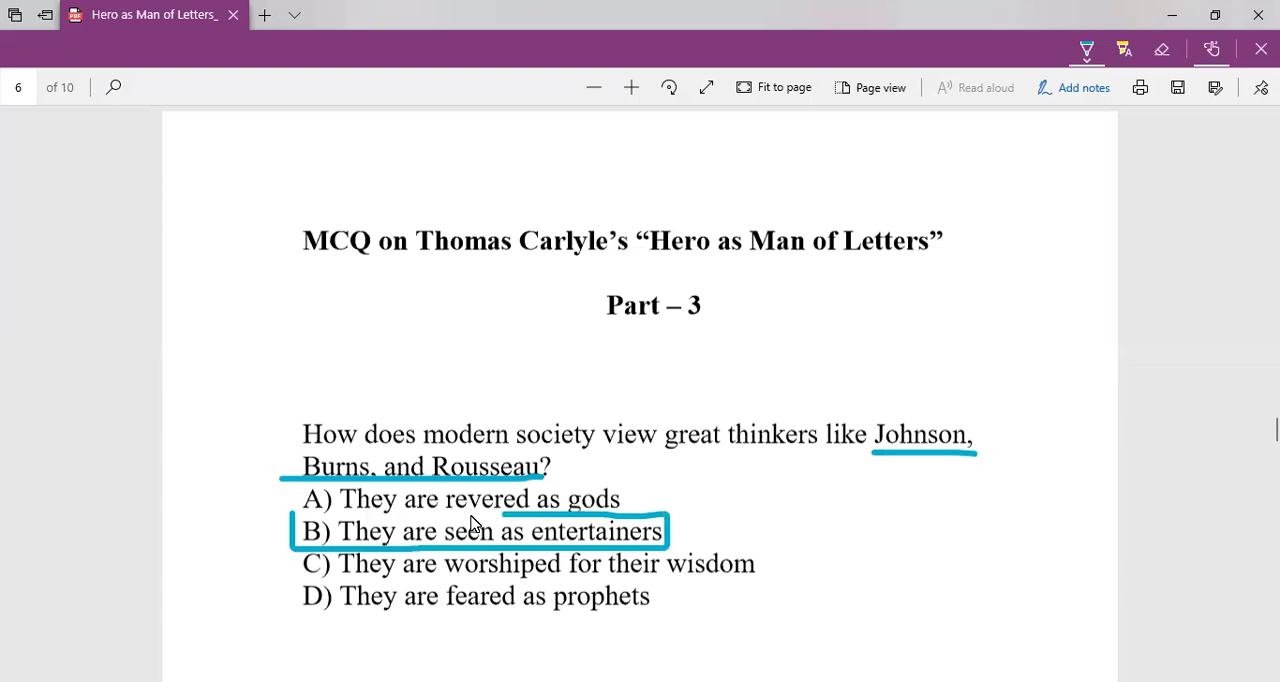 Hero as Man of Letters_
6 of 10 Fit to page Page view Read aloud Add notes
MCQ on Thomas Carlyle’s “Hero as Man of Letters”
Part – 3
How does modern society view great thinkers like Johnson,
Burns, and Rousseau?
A) They are revered as gods
B) They are seen as entertainers
C) They are worshiped for their wisdom
D) They are feared as prophets